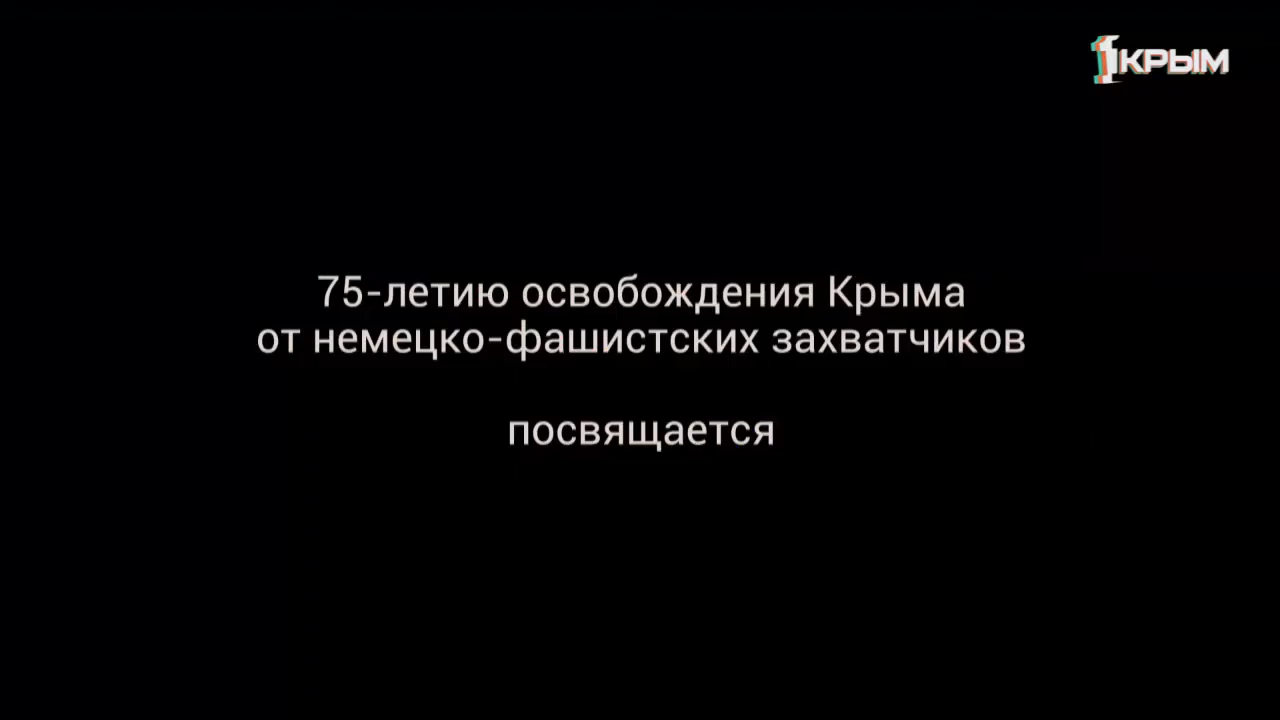 1КРЫМ
75-летию освобождения Крыма
от немецко-фашистских захватчиков
посвящается